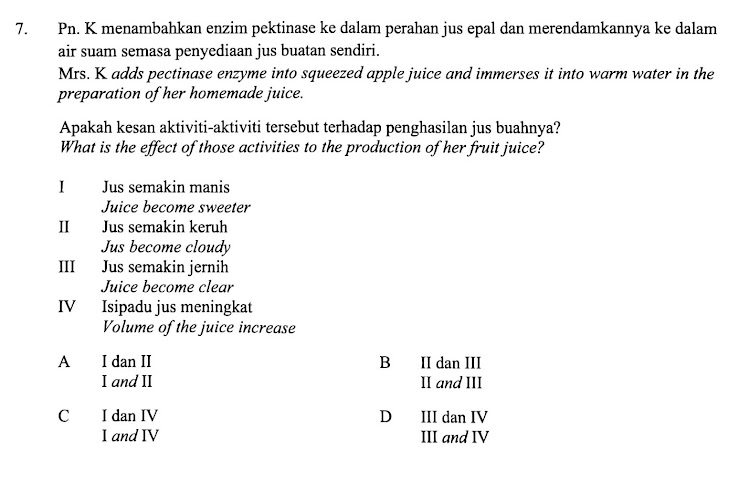 7. Pn. K menambahkan enzim pektinase ke dalam perahan jus epal dan merendamkannya ke dalam
air suam semasa penyediaan jus buatan sendiri.
Mrs. K adds pectinase enzyme into squeezed apple juice and immerses it into warm water in the
preparation of her homemade juice.
Apakah kesan aktiviti-aktiviti tersebut terhadap penghasilan jus buahnya?
What is the effect of those activities to the production of her fruit juice?
I Jus semakin manis
Juice become sweeter
II Jus semakin keruh
Jus become cloudy
III Jus semakin jernih
Juice become clear
IV Isipadu jus meningkat
Volume of the juice increase
A I dan II B II dan III
I and II II and III
C I dan IV D III dan IV
I and IV III and IV